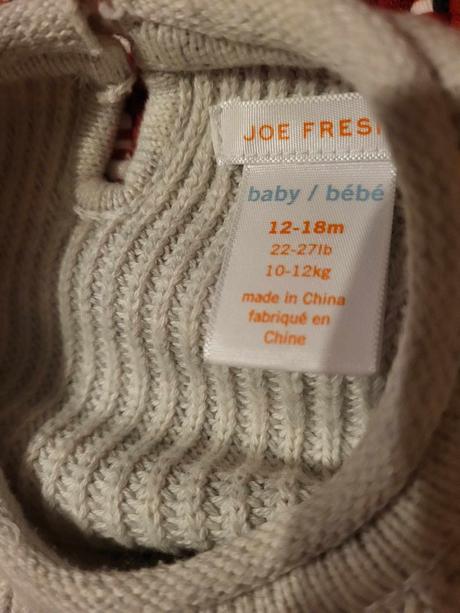 JOE FRES
baby / bébé
12-18m
22-27lb
10-12kg
made in China
fabriqué en
Chine